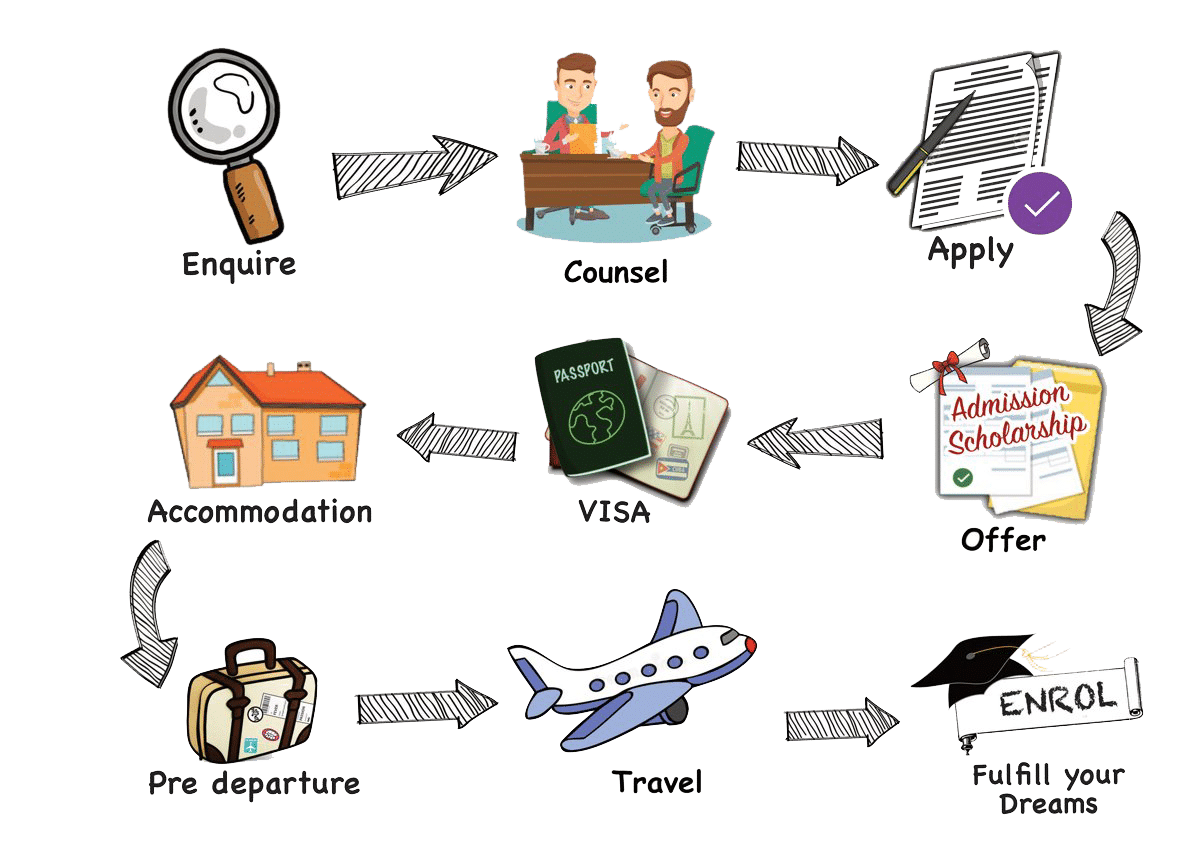 Enquire
Counsel
Apply
PASSPORT
Admission
Scholarship
Accommodation
VISA
Offer
ENROL
Pre departure
Travel
Fulfill your
Dreams